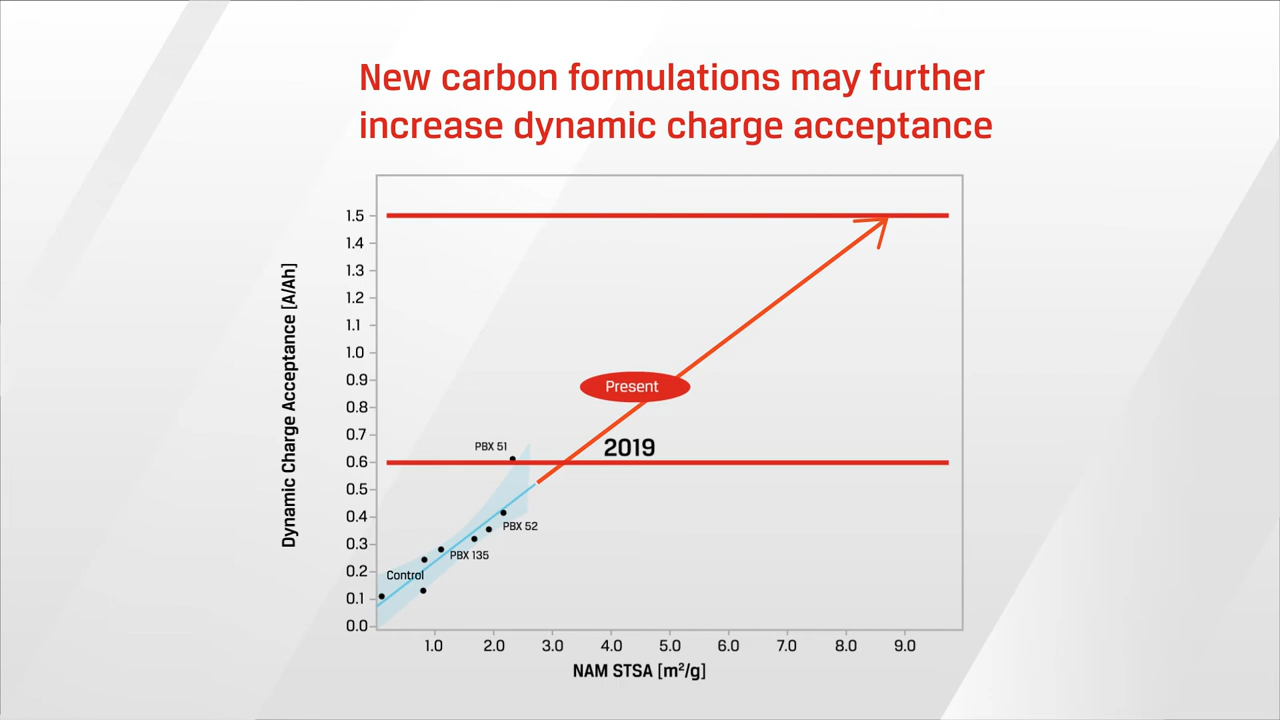 New carbon formulations may further
increase dynamic charge acceptance
Dynamic Charge Acceptance [A/Ah]
1.5
1.4
1.3
1.2
1.1
1.0
0.9
0.8
0.7
0.6
0.5
0.4
0.3
0.2
0.1
0.0
Present
2019
PBX 51
PBX 52
PBX 135
Control
1.0 2.0 3.0 4.0 5.0 6.0 7.0 8.0 9.0
NAM STSA [m²/g]